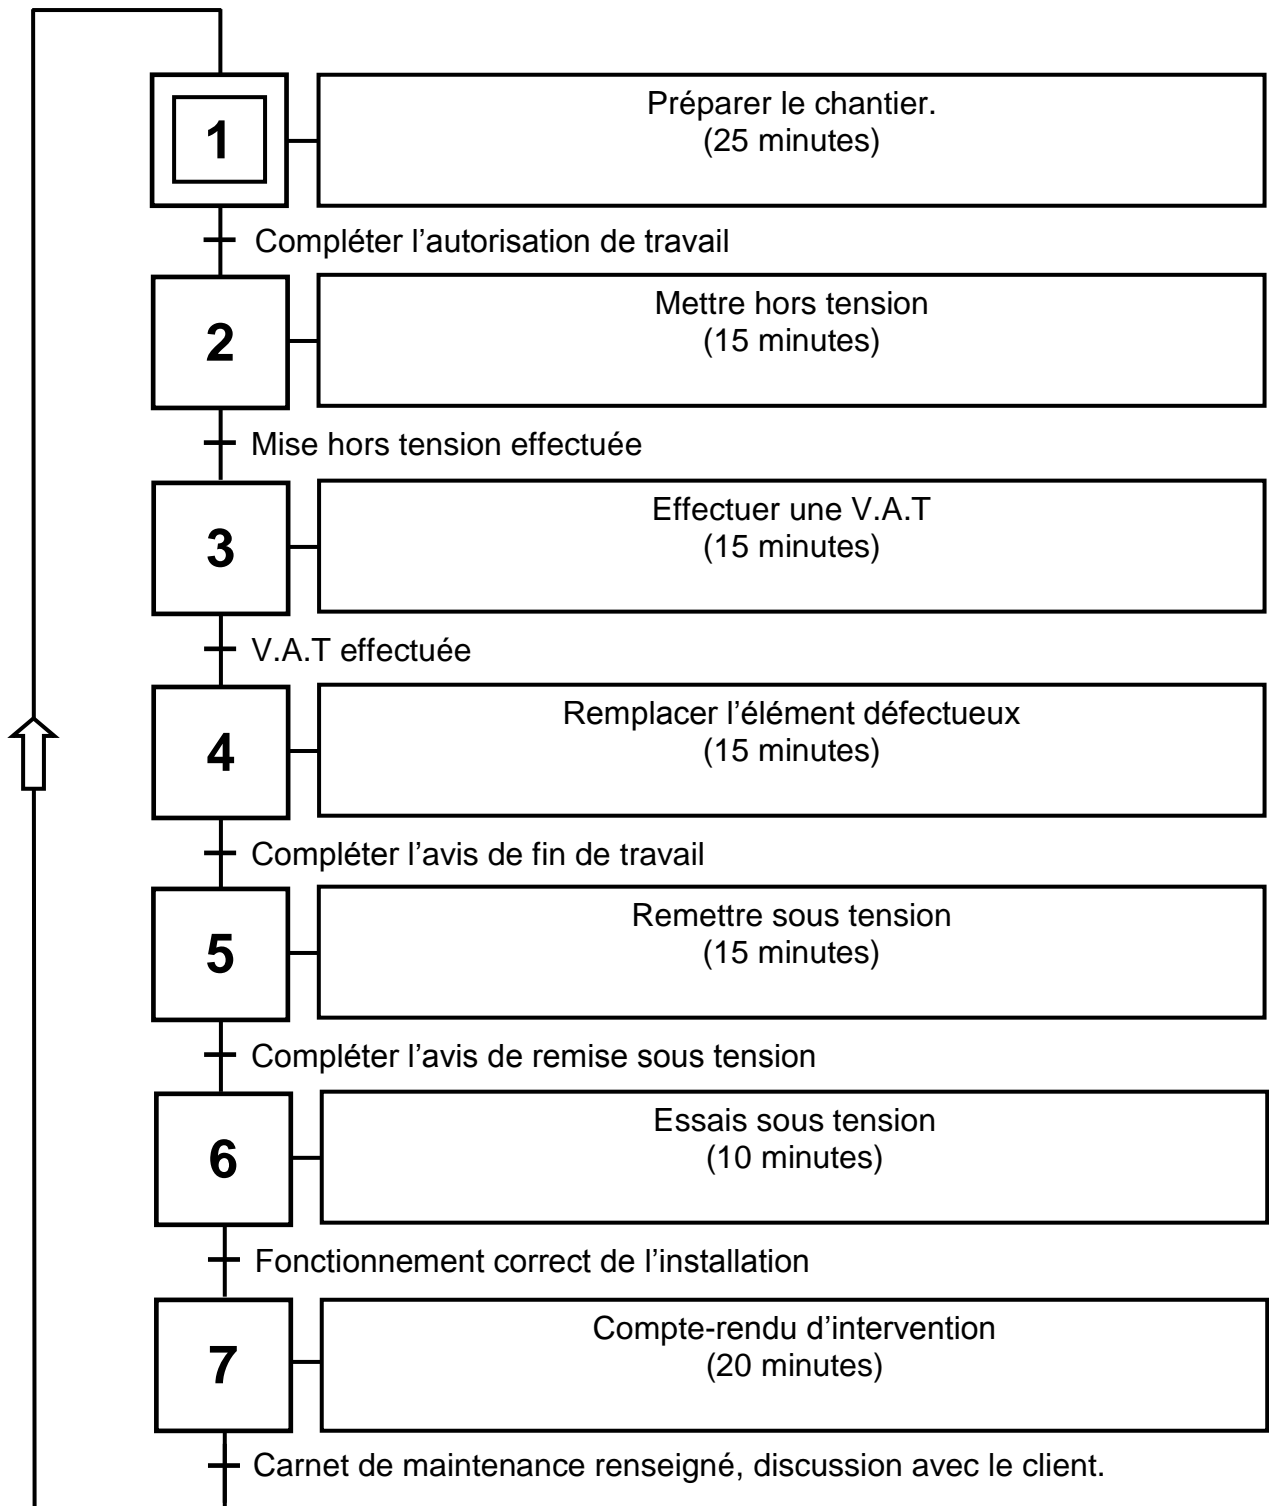 1
Préparer le chantier.
(25 minutes)
Compléter l’autorisation de travail
2
Mettre hors tension
(15 minutes)
Mise hors tension effectuée
3
Effectuer une V.A.T
(15 minutes)
V.A.T effectuée
4
Remplacer l’élément défectueux
(15 minutes)
Compléter l’avis de fin de travail
5
Remettre sous tension
(15 minutes)
Compléter l’avis de remise sous tension
6
Essais sous tension
(10 minutes)
Fonctionnement correct de l’installation
7
Compte-rendu d’intervention
(20 minutes)
Carnet de maintenance renseigné, discussion avec le client.